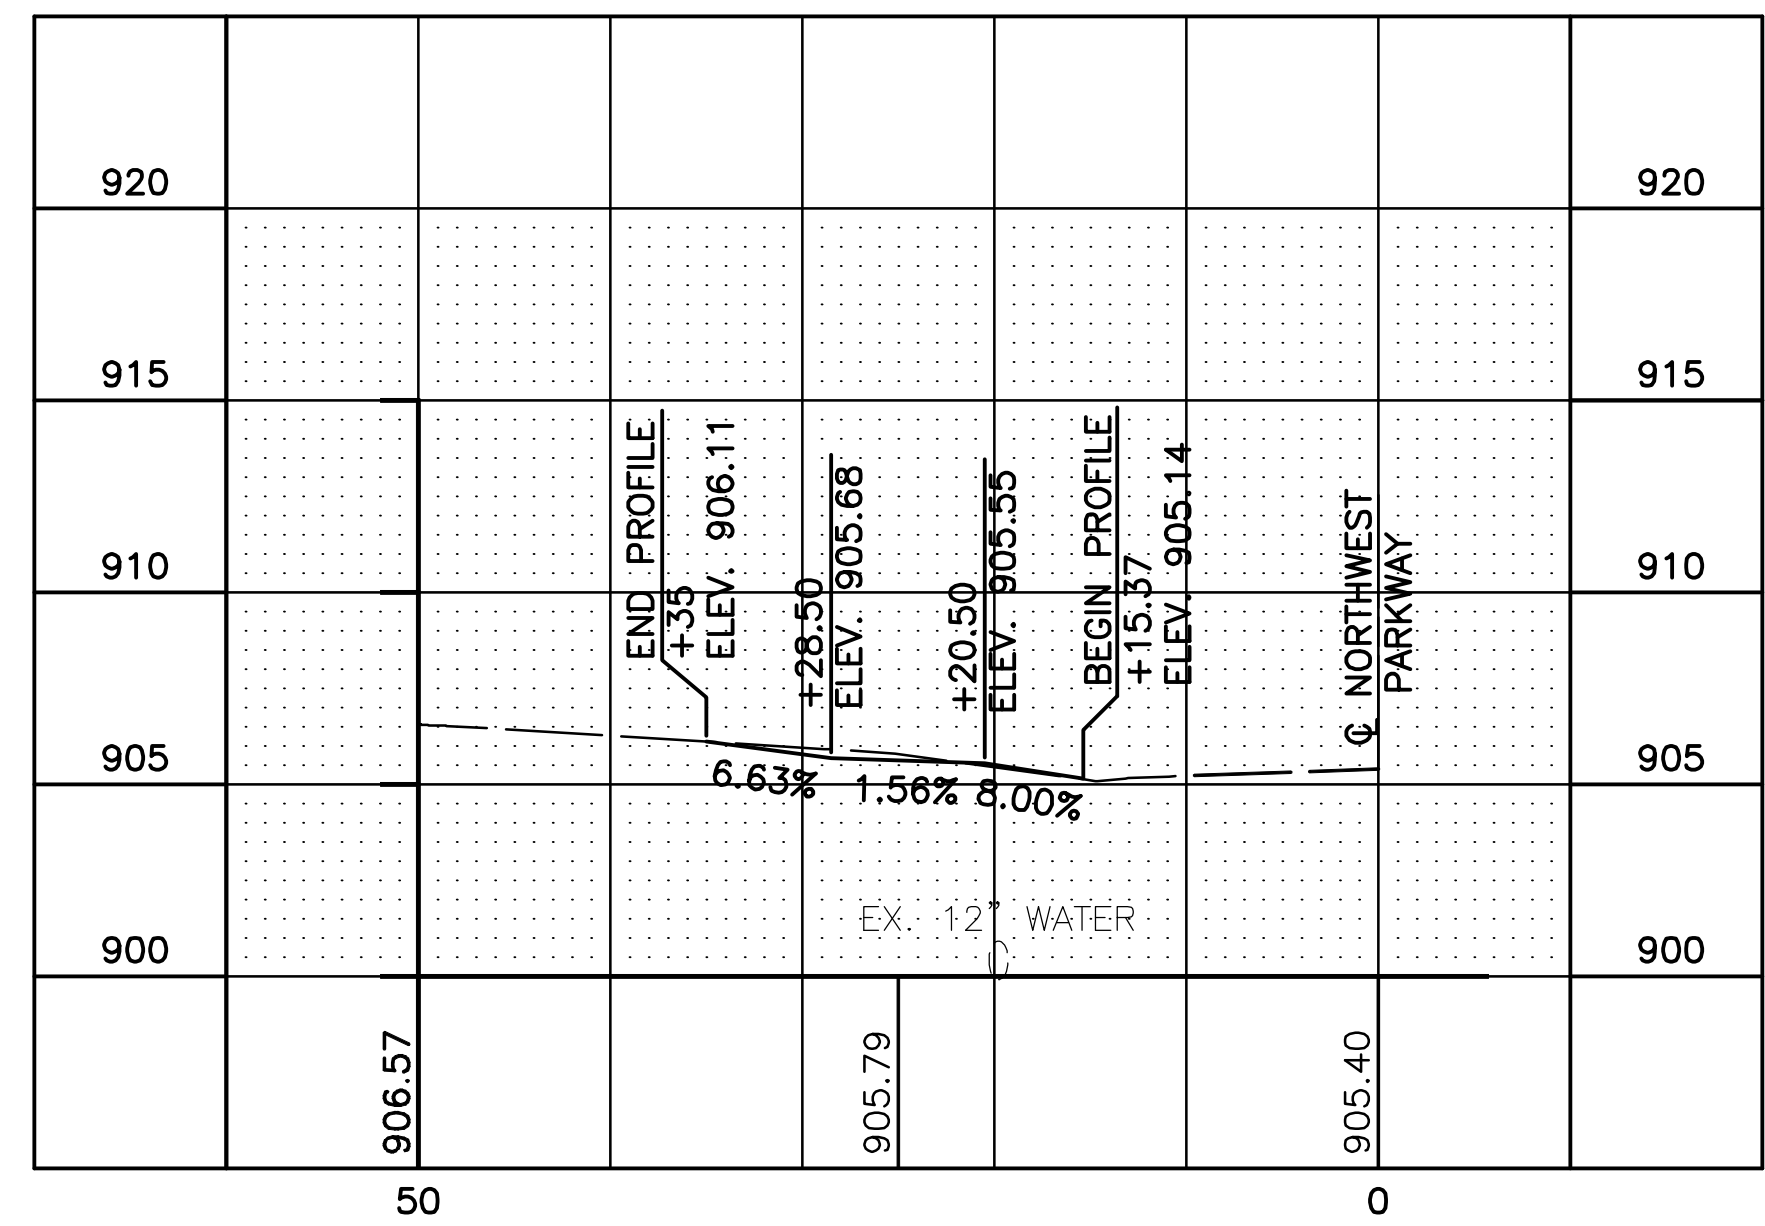 920
920
915
915
910
910
905
905
900
900
END PROFILE
+35
ELEV. 906.11
+28.50
ELEV. 905.68
+20.50
ELEV. 905.55
BEGIN PROFILE
+15.37
ELEV. 905.14
℄ NORTHWEST
PARKWAY
6.63%
1.56%
8.00%
EX. 12" WATER
906.57
905.79
905.40
50
0